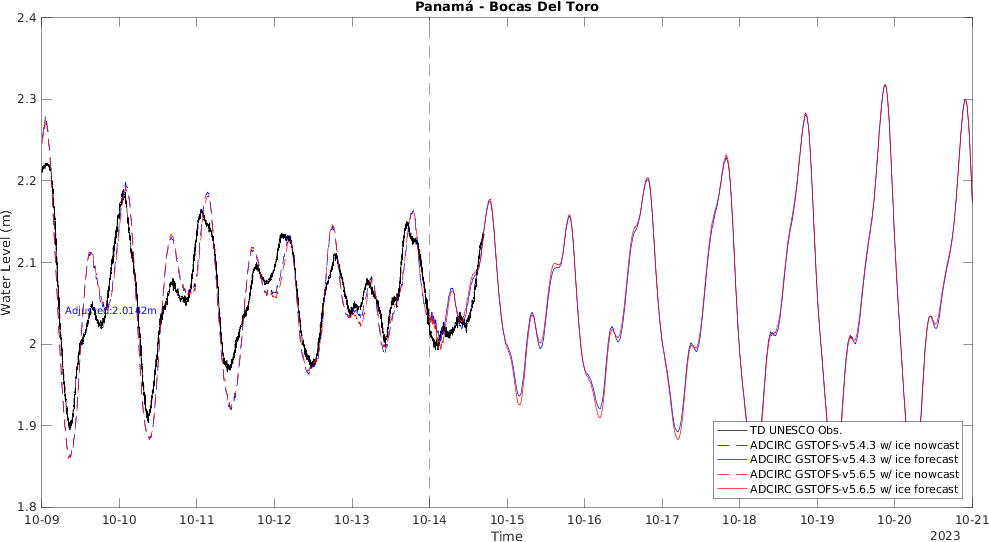 Panamá - Bocas Del Toro
2.4
2.3
2.2
2.1
2
1.9
1.8
Water Level (m)
Adjusted:2.0142m
TD UNESCO Obs.
ADCIRC GSTOFS-v5.4.3 w/ ice nowcast
ADCIRC GSTOFS-v5.4.3 w/ ice forecast
ADCIRC GSTOFS-v5.6.5 w/ ice nowcast
ADCIRC GSTOFS-v5.6.5 w/ ice forecast
10-09 10-10 10-11 10-12 10-13 10-14 10-15 10-16 10-17 10-18 10-19 10-20 10-21
Time
2023